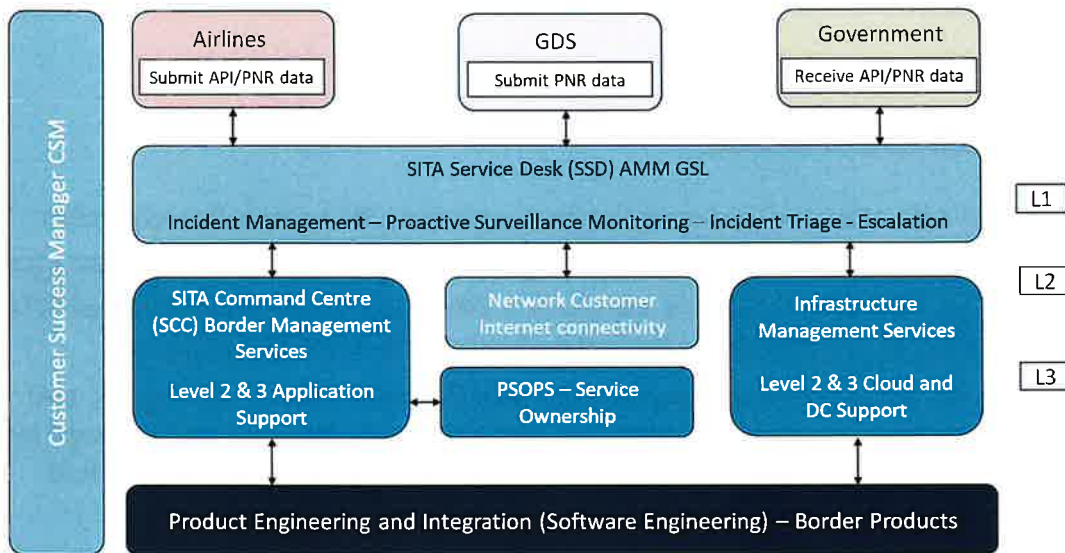 Customer Success Manager CSM
Airlines
Submit API/PNR data
GDS
Submit PNR data
Government
Receive API/PNR data
SITA Service Desk (SSD) AMM GSL
Incident Management – Proactive Surveillance Monitoring – Incident Triage - Escalation
L1
SITA Command Centre
(SCC) Border Management
Services
Level 2 & 3 Application
Support
Network Customer
Internet connectivity
PSOPS – Service
Ownership
Infrastructure
Management Services
Level 2 & 3 Cloud and
DC Support
L2
L3
Product Engineering and Integration (Software Engineering) – Border Products